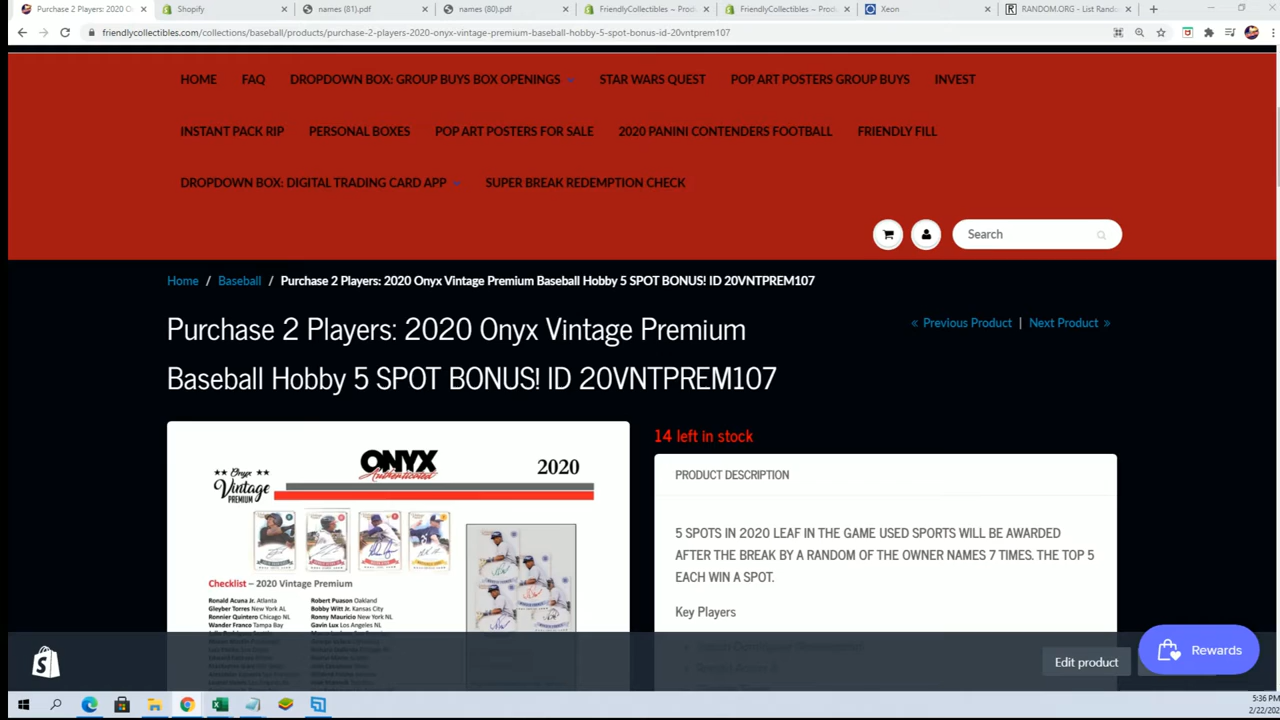 Purchase 2 Players: 2020 O
Shopify
names (81).pdf
names (80).pdf
FriendlyCollectibles ~ Prod
FriendlyCollectibles ~ Prod
Xeon
RANDOM.ORG - List Rando
friendlycollectibles.com/collections/baseball/products/purchase-2-players-2020-onyx-vintage-premium-baseball-hobby-5-spot-bonus-id-20vntprem107
HOME FAQ DROPDOWN BOX: GROUP BUYS BOX OPENINGS STAR WARS QUEST POP ART POSTERS GROUP BUYS INVEST
INSTANT PACK RIP PERSONAL BOXES POP ART POSTERS FOR SALE 2020 PANINI CONTENDERS FOOTBALL FRIENDLY FILL
DROPDOWN BOX: DIGITAL TRADING CARD APP SUPER BREAK REDEMPTION CHECK
Search
Home / Baseball / Purchase 2 Players: 2020 Onyx Vintage Premium Baseball Hobby 5 SPOT BONUS! ID 20VNTPREM107
Purchase 2 Players: 2020 Onyx Vintage Premium
Baseball Hobby 5 SPOT BONUS! ID 20VNTPREM107
« Previous Product | Next Product »
14 left in stock
PRODUCT DESCRIPTION
5 SPOTS IN 2020 LEAF IN THE GAME USED SPORTS WILL BE AWARDED
AFTER THE BREAK BY A RANDOM OF THE OWNER NAMES 7 TIMES. THE TOP 5
EACH WIN A SPOT.
Key Players
Onyx
Vintage
PREMIUM
ONYX
Authenticated
2020
Checklist – 2020 Vintage Premium
Ronald Acuna Jr. Atlanta
Gleyber Torres New York AL
Ronnier Quintero Chicago NL
Wander Franco Tampa Bay
Robert Puason Oakland
Bobby Witt Jr. Kansas City
Ronny Mauricio New York NL
Gavin Lux Los Angeles NL
Edit product
Rewards
5:36 PM
2/22/202